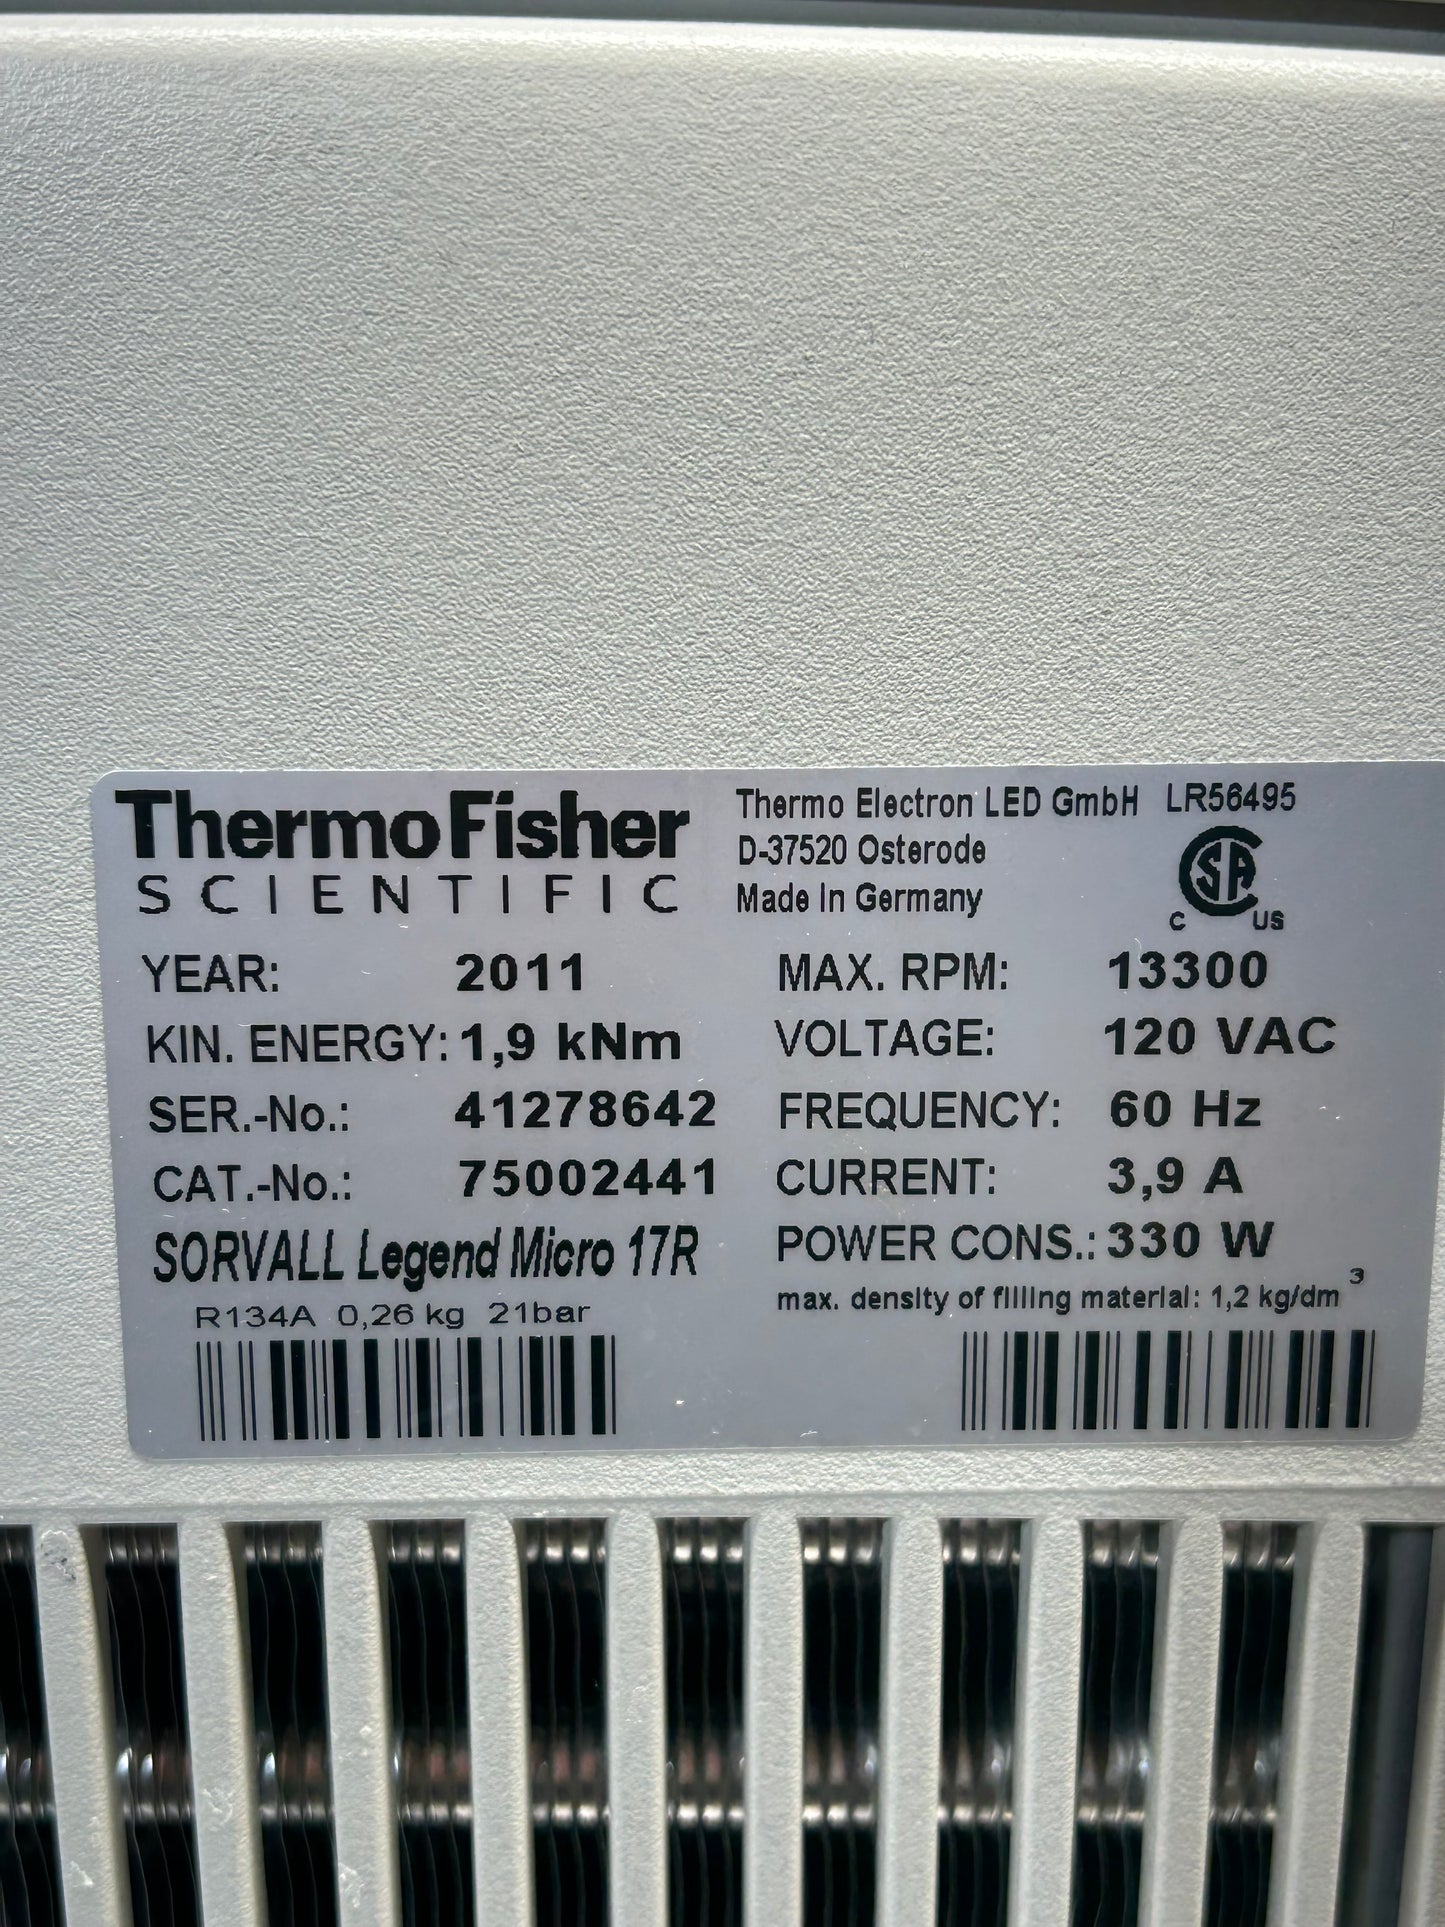 ThermoFisher
SCIENTIFIC
Thermo Electron LED GmbH LR56495
D-37520 Osterode
Made in Germany
C SA US
YEAR: 2011
KIN. ENERGY: 1,9 kNm
SER.-No.: 41278642
CAT.-No.: 75002441
SORVALL Legend Micro 17R
R134A 0,26 kg 21bar
MAX. RPM: 13300
VOLTAGE: 120 VAC
FREQUENCY: 60 Hz
CURRENT: 3,9 A
POWER CONS.: 330 W
max. density of filling material: 1,2 kg/dm³